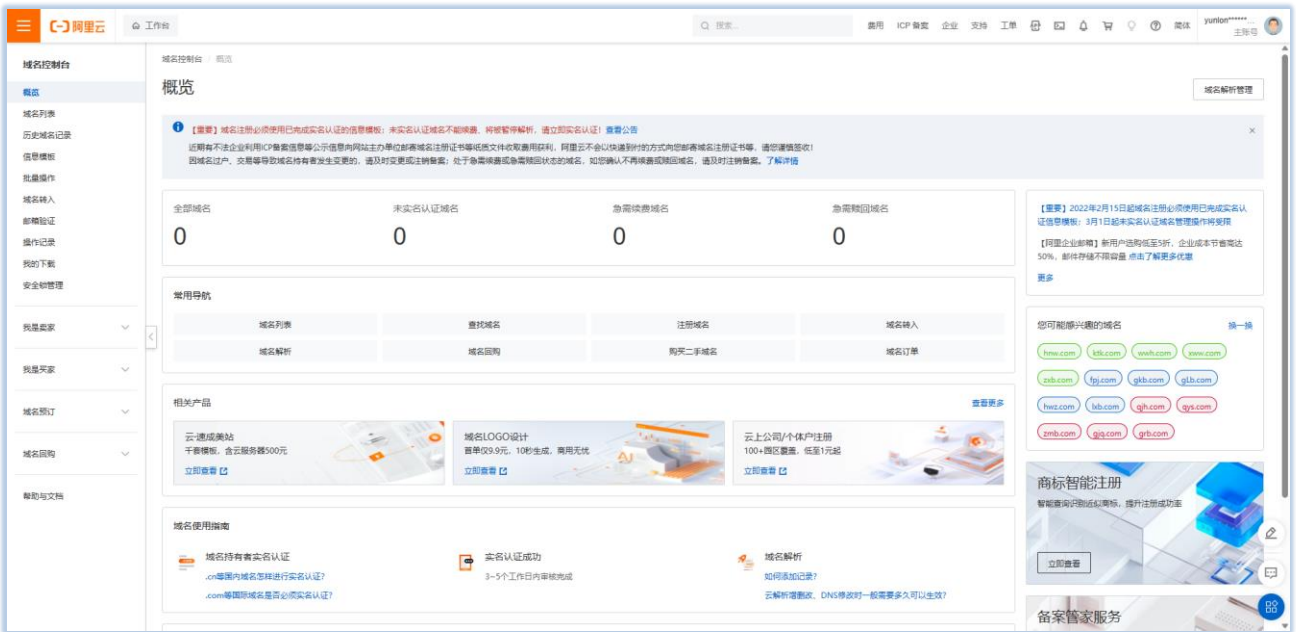 阿里云
工作台
搜索...
费用
ICP 备案
企业
支持
工单
简体
yunlon******...
主账号
域名控制台
概览
域名列表
历史域名记录
信息模板
批量操作
域名转入
邮箱验证
操作记录
我的下载
安全锁管理
我是卖家
我是买家
域名预订
域名回购
帮助与文档
域名控制台 / 概览
概览
域名解析管理
【重要】域名注册必须使用已完成实名认证的信息模板；未实名认证域名不能续费、将被暂停解析，请立即实名认证！查看公告
近期有不法企业利用ICP备案信息等公示信息向网站主办单位邮寄域名注册证书等纸质文件收取费用获利，阿里云不会以快递到付的方式向您邮寄域名注册证书等，请您谨慎签收！
因域名过户、交易等导致域名持有者发生变更的，请及时变更或注销备案；处于急需续费或急需赎回状态的域名，如您确认不再续费或赎回域名，请及时注销备案。了解详情
全部域名
0
未实名认证域名
0
急需续费域名
0
急需赎回域名
0
常用导航
域名列表
查找域名
注册域名
域名转入
域名解析
域名回购
购买二手域名
域名订单
相关产品
查看更多
云·速成美站
千套模板，含云服务器500元
立即查看
域名LOGO设计
首单仅9.9元，10秒生成，商用无忧
立即查看
云上公司/个体户注册
100+园区覆盖，低至1元起
立即查看
域名使用指南
域名持有者实名认证
.cn等国内域名怎样进行实名认证？
.com等国际域名是否必须实名认证？
实名认证成功
3~5个工作日内审核完成
域名解析
如何添加记录？
云解析增删改、DNS修改时一般需要多久可以生效？
【重要】2022年2月15日起域名注册必须使用已完成实名认
证信息模板；3月1日起未实名认证域名管理操作将受限
【阿里企业邮箱】新用户选购低至5折，企业成本节省高达
50%，邮件存储不限容量 点击了解更多优惠
更多
您可能感兴趣的域名
换一换
hnw.com
ktk.com
wwh.com
xww.com
zxb.com
fpj.com
gkb.com
glb.com
hwz.com
lxb.com
qjh.com
qys.com
zmb.com
gjq.com
grb.com
商标智能注册
智能查询识别近似商标，提升注册成功率
立即查看
备案管家服务